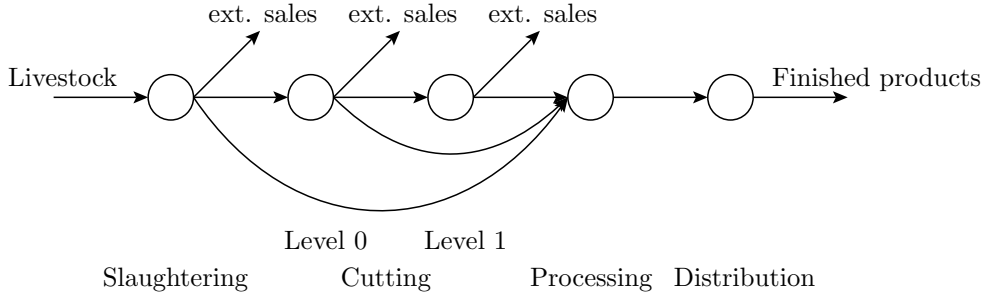 ext. sales ext. sales ext. sales
Livestock Finished products
Level 0 Level 1
Slaughtering Cutting Processing Distribution